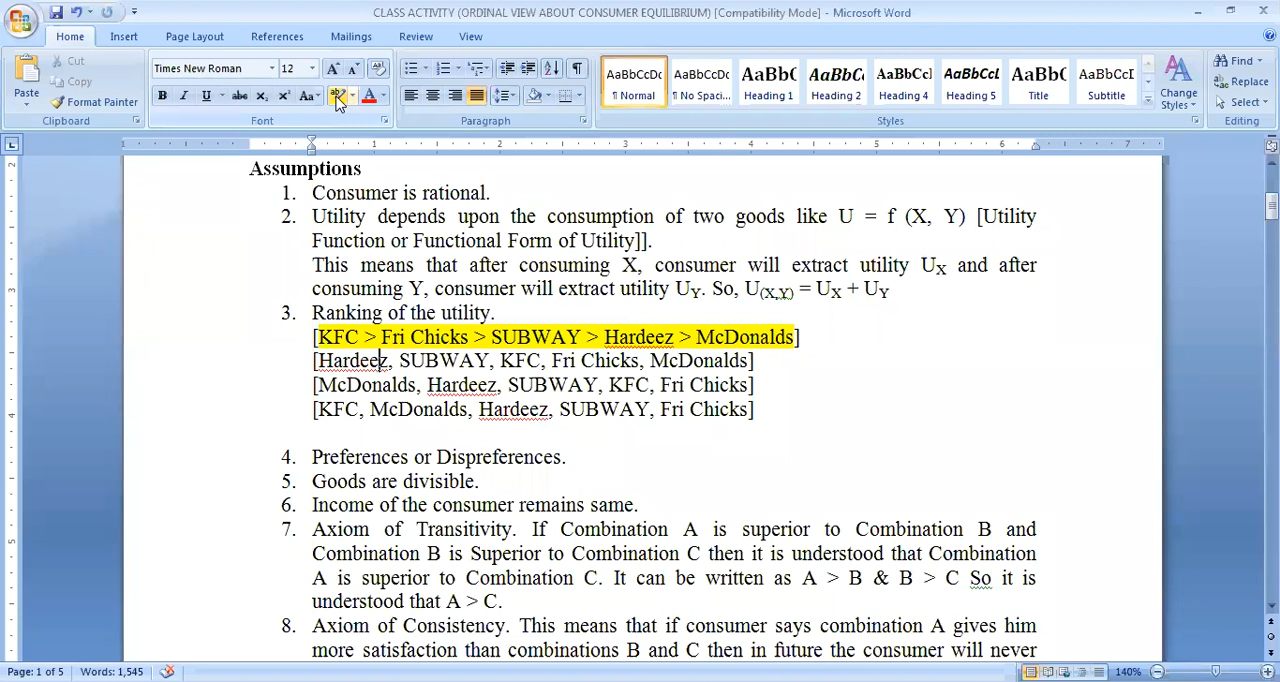 CLASS ACTIVITY (ORDINAL VIEW ABOUT CONSUMER EQUILIBRIUM) [Compatibility Mode] - Microsoft Word
Home Insert Page Layout References Mailings Review View
Paste
Cut
Copy
Format Painter
Clipboard
Times New Roman 12
Font
Paragraph
AaBbCcDc AaBbCcDc AaBbC AaBbCc AaBbCc AaBbCcL AaBbC AaBbCcI
¶ Normal ¶ No Spaci... Heading 1 Heading 2 Heading 4 Heading 5 Title Subtitle
Change Styles
Styles
Find
Replace
Select
Editing
1 2 3 4 5 6 7
Assumptions
1. Consumer is rational.
2. Utility depends upon the consumption of two goods like U = f (X, Y) [Utility
Function or Functional Form of Utility]].
This means that after consuming X, consumer will extract utility UX and after
consuming Y, consumer will extract utility UY. So, U(X,Y) = UX + UY
3. Ranking of the utility.
[KFC > Fri Chicks > SUBWAY > Hardeez > McDonalds]
[Hardeez, SUBWAY, KFC, Fri Chicks, McDonalds]
[McDonalds, Hardeez, SUBWAY, KFC, Fri Chicks]
[KFC, McDonalds, Hardeez, SUBWAY, Fri Chicks]
4. Preferences or Dispreferences.
5. Goods are divisible.
6. Income of the consumer remains same.
7. Axiom of Transitivity. If Combination A is superior to Combination B and
Combination B is Superior to Combination C then it is understood that Combination
A is superior to Combination C. It can be written as A > B & B > C So it is
understood that A > C.
8. Axiom of Consistency. This means that if consumer says combination A gives him
more satisfaction than combinations B and C then in future the consumer will never
Page: 1 of 5 Words: 1,545 140%